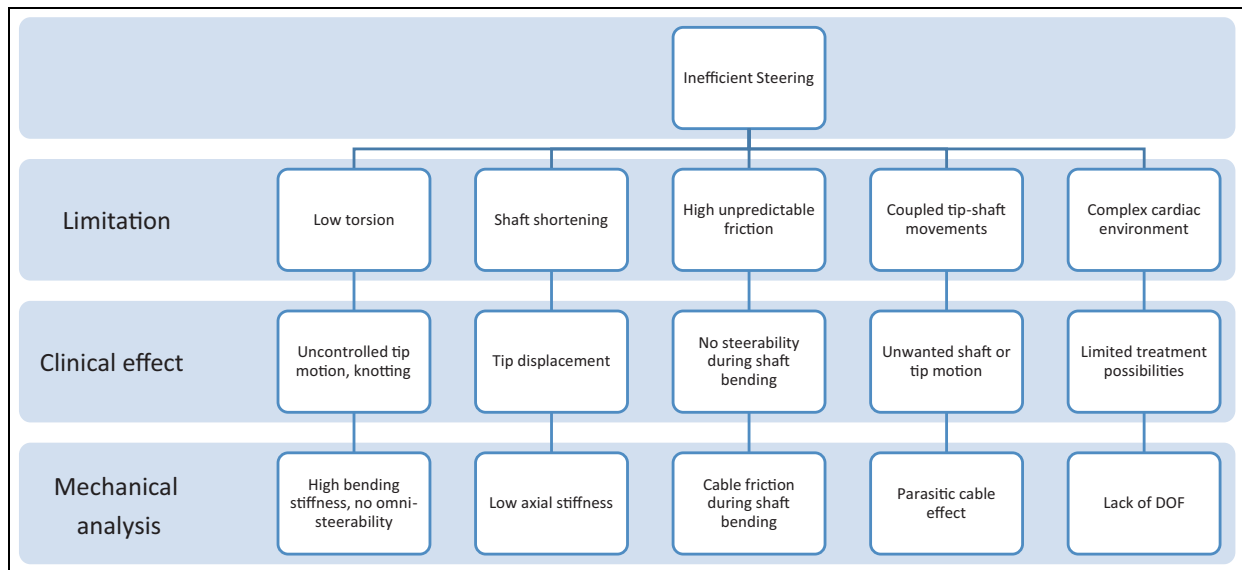 Inefficient Steering
Limitation
Low torsion
Shaft shortening
High unpredictable
friction
Coupled tip-shaft
movements
Complex cardiac
environment
Clinical effect
Uncontrolled tip
motion, knotting
Tip displacement
No steerability
during shaft
bending
Unwanted shaft or
tip motion
Limited treatment
possibilities
Mechanical
analysis
High bending
stiffness, no omni-
steerability
Low axial stiffness
Cable friction
during shaft
bending
Parasitic cable
effect
Lack of DOF